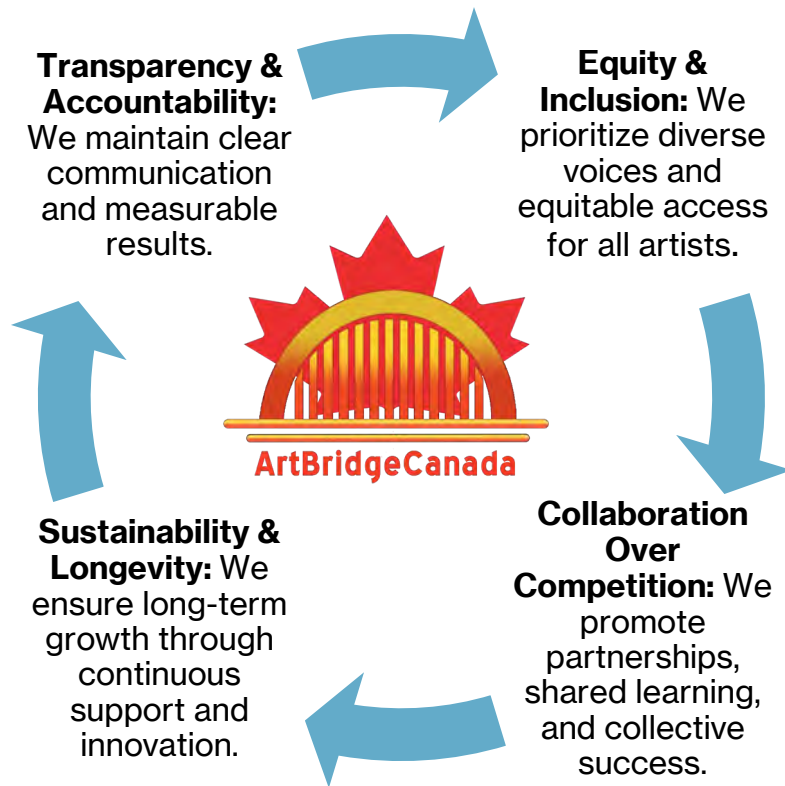 Transparency &
Accountability:
We maintain clear
communication
and measurable
results.
Equity &
Inclusion: We
prioritize diverse
voices and
equitable access
for all artists.
ArtBridgeCanada
Sustainability &
Longevity: We
ensure long-term
growth through
continuous
support and
innovation.
Collaboration
Over
Competition: We
promote
partnerships,
shared learning,
and collective
success.